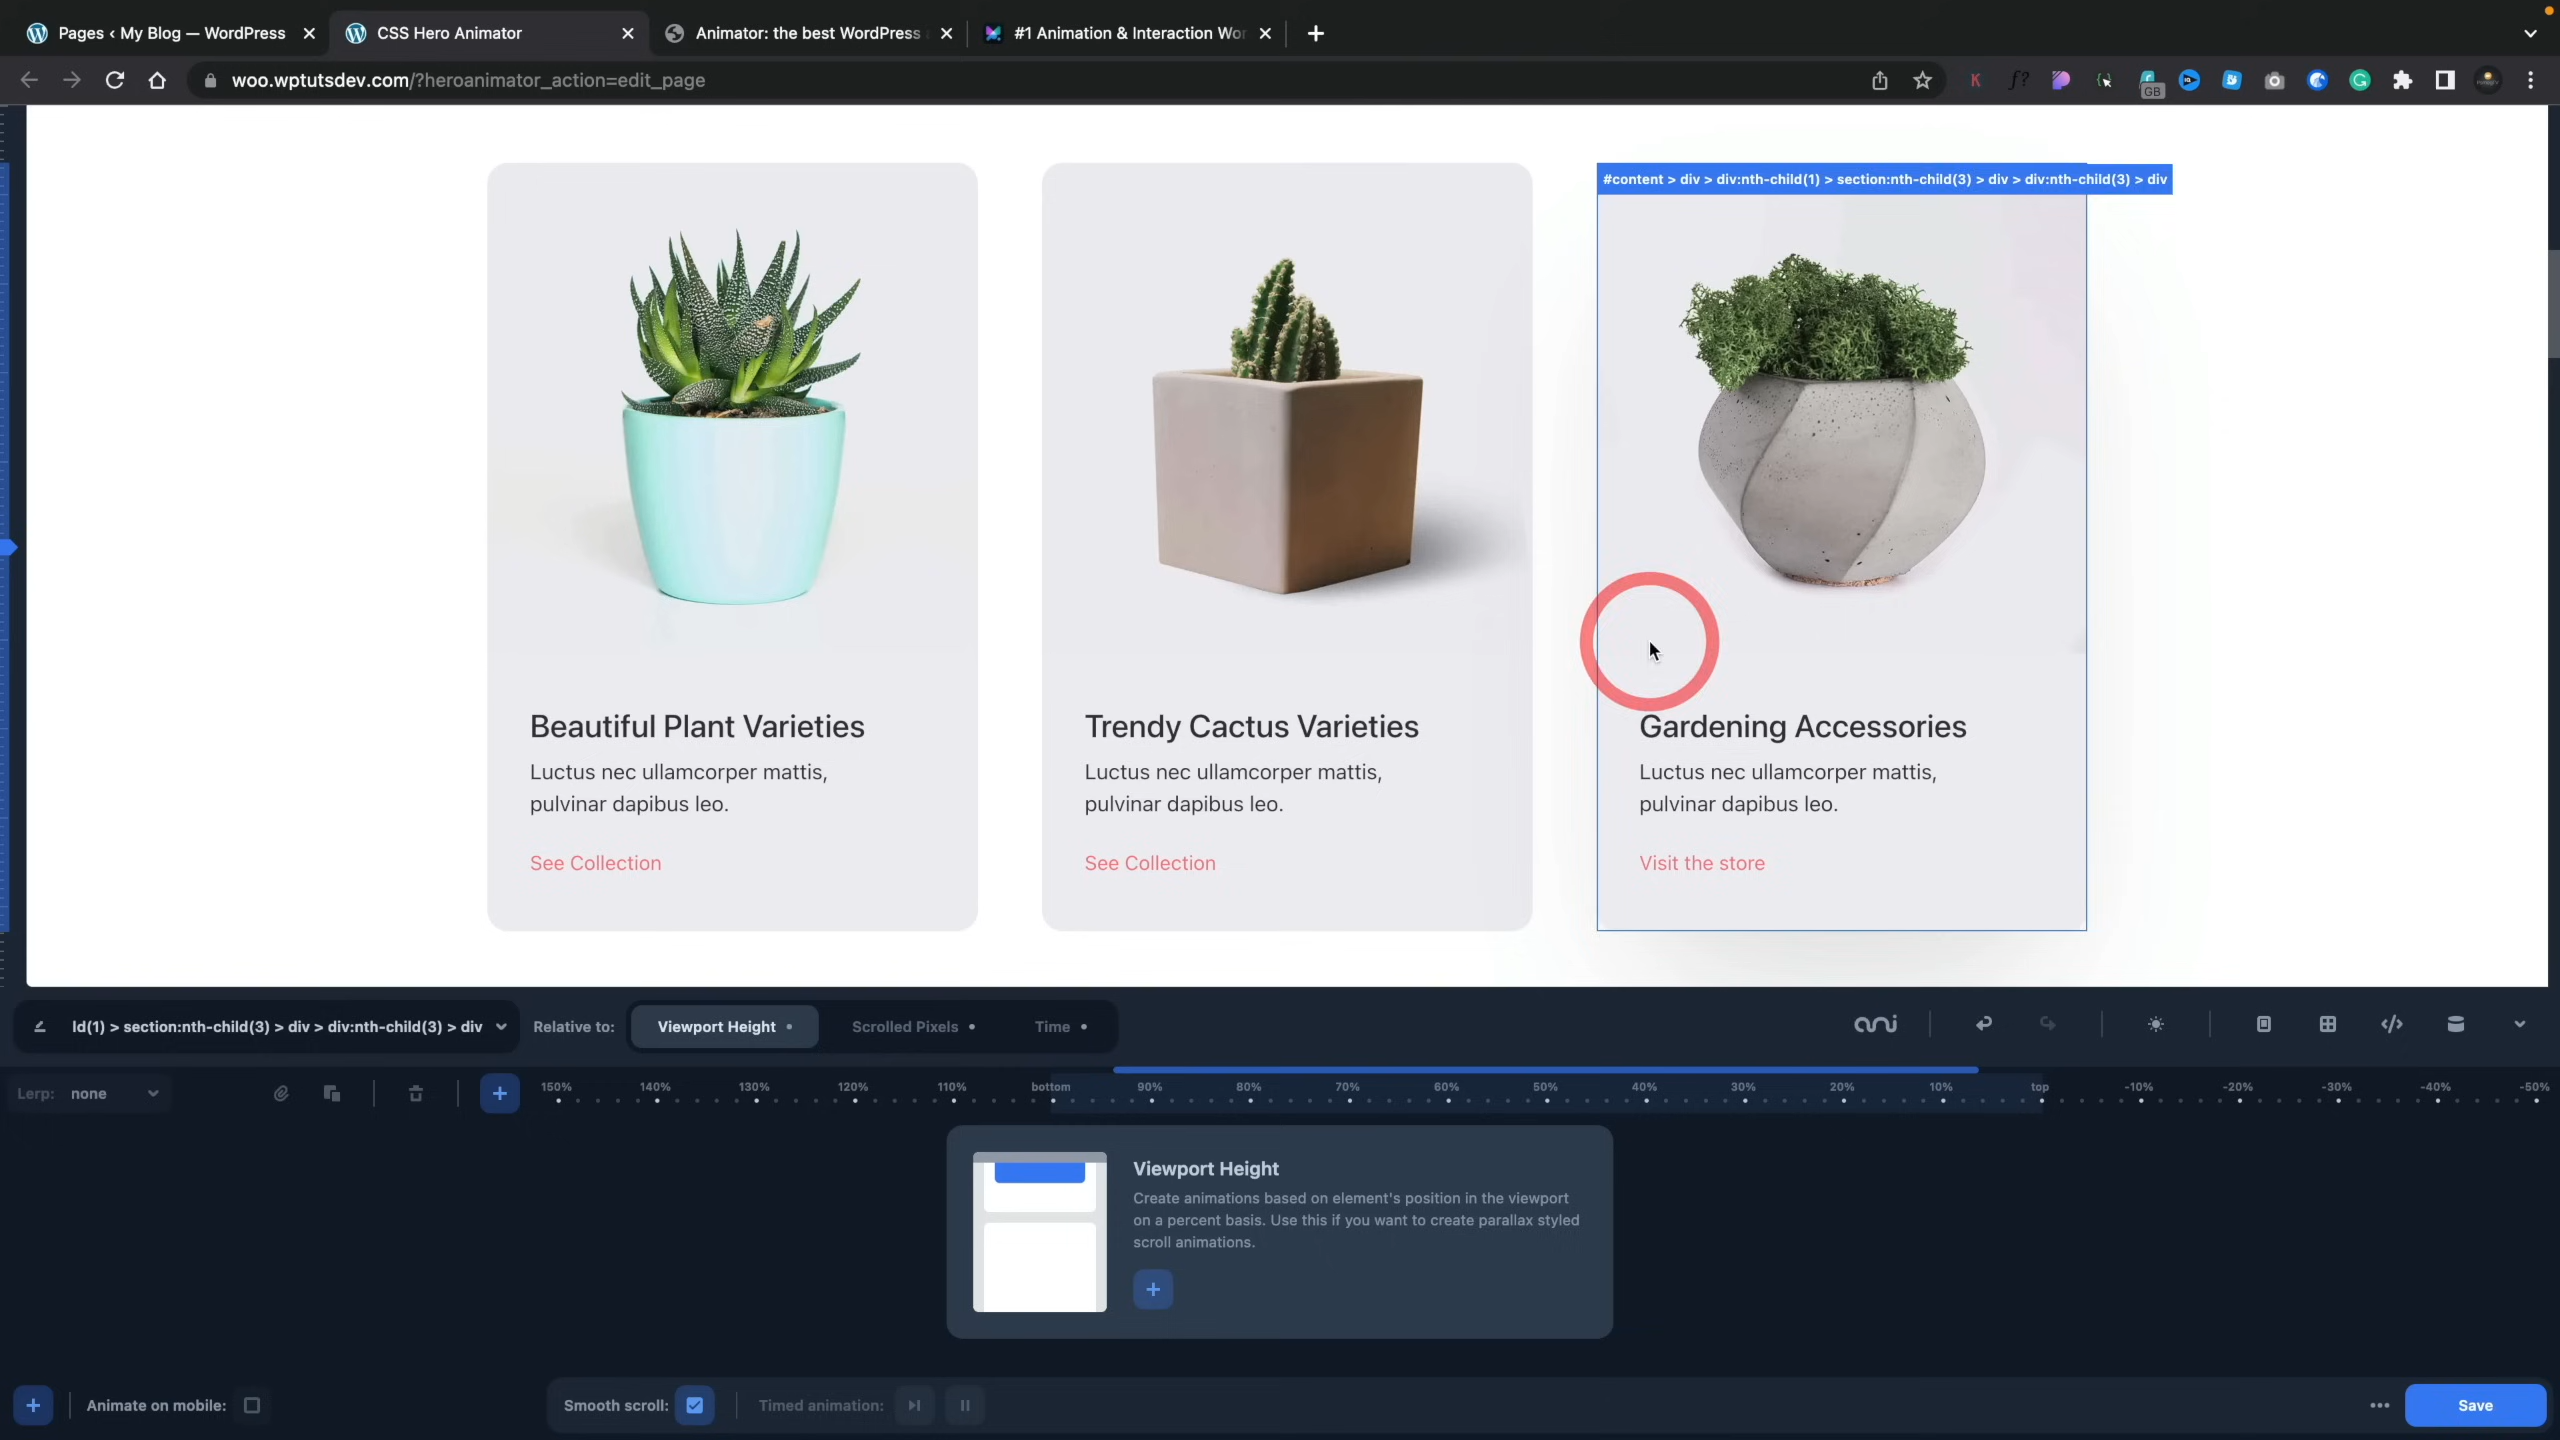 Pages ‹ My Blog — WordPress
CSS Hero Animator
Animator: the best WordPress
#1 Animation & Interaction Wor
woo.wptutsdev.com/?heroanimator_action=edit_page
GB
#content > div > div:nth-child(1) > section:nth-child(3) > div > div:nth-child(3) > div
Beautiful Plant Varieties
Luctus nec ullamcorper mattis,
pulvinar dapibus leo.
See Collection
Trendy Cactus Varieties
Luctus nec ullamcorper mattis,
pulvinar dapibus leo.
See Collection
Gardening Accessories
Luctus nec ullamcorper mattis,
pulvinar dapibus leo.
Visit the store
ld(1) > section:nth-child(3) > div > div:nth-child(3) > div
Relative to:
Viewport Height
Scrolled Pixels
Time
ani
Lerp: none
150% 140% 130% 120% 110% bottom 90% 80% 70% 60% 50% 40% 30% 20% 10% top -10% -20% -30% -40% -50%
Viewport Height
Create animations based on element's position in the viewport
on a percent basis. Use this if you want to create parallax styled
scroll animations.
Animate on mobile:
Smooth scroll:
Timed animation:
Save